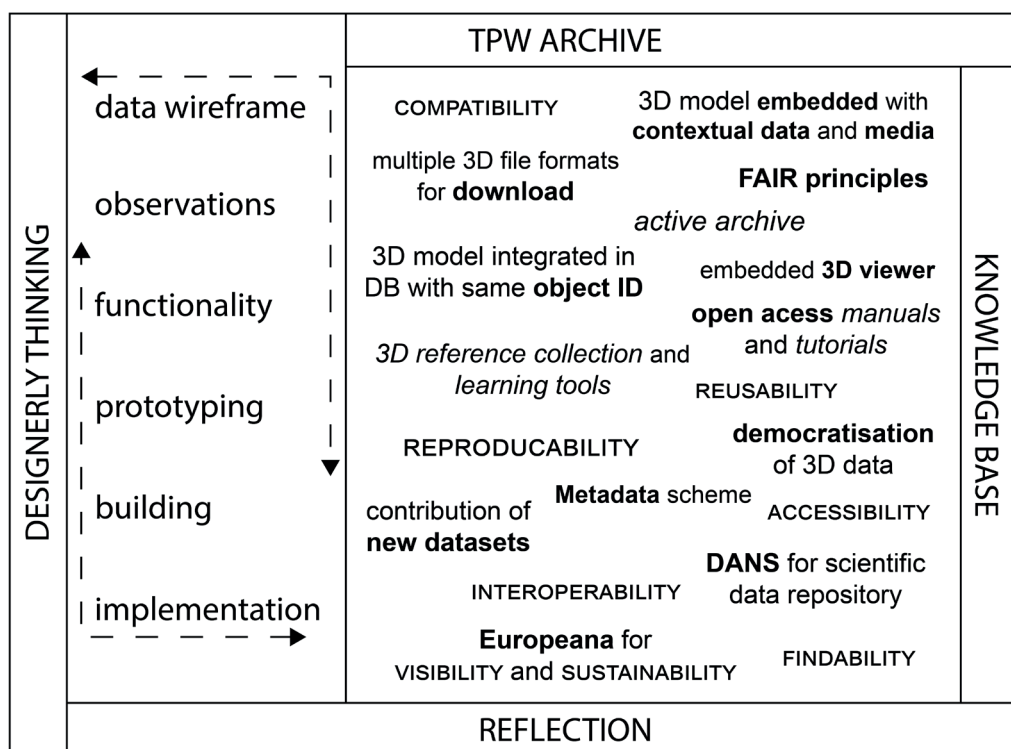 TPW ARCHIVE
DESIGNERLY THINKING
data wireframe
observations
functionality
prototyping
building
implementation
COMPATIBILITY
3D model embedded with
contextual data and media
multiple 3D file formats
for download
FAIR principles
active archive
3D model integrated in
DB with same object ID
embedded 3D viewer
open acess manuals
and tutorials
3D reference collection and
learning tools
REUSABILITY
REPRODUCABILITY
democratisation
of 3D data
Metadata scheme
contribution of
new datasets
ACCESSIBILITY
DANS for scientific
data repository
INTEROPERABILITY
Europeana for
VISIBILITY and SUSTAINABILITY
FINDABILITY
KNOWLEDGE BASE
REFLECTION